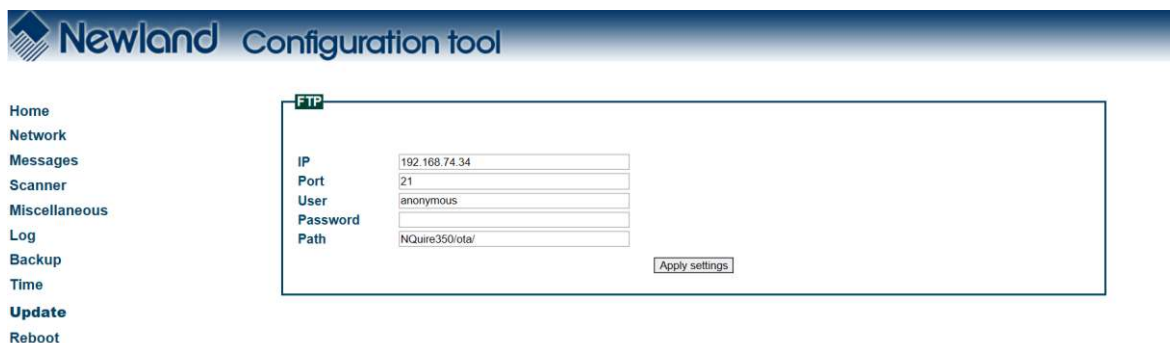 Newland Configuration tool
Home
Network
Messages
Scanner
Miscellaneous
Log
Backup
Time
Update
Reboot
FTP
IP 192.168.74.34
Port 21
User anonymous
Password
Path NQuire350/ota/
Apply settings